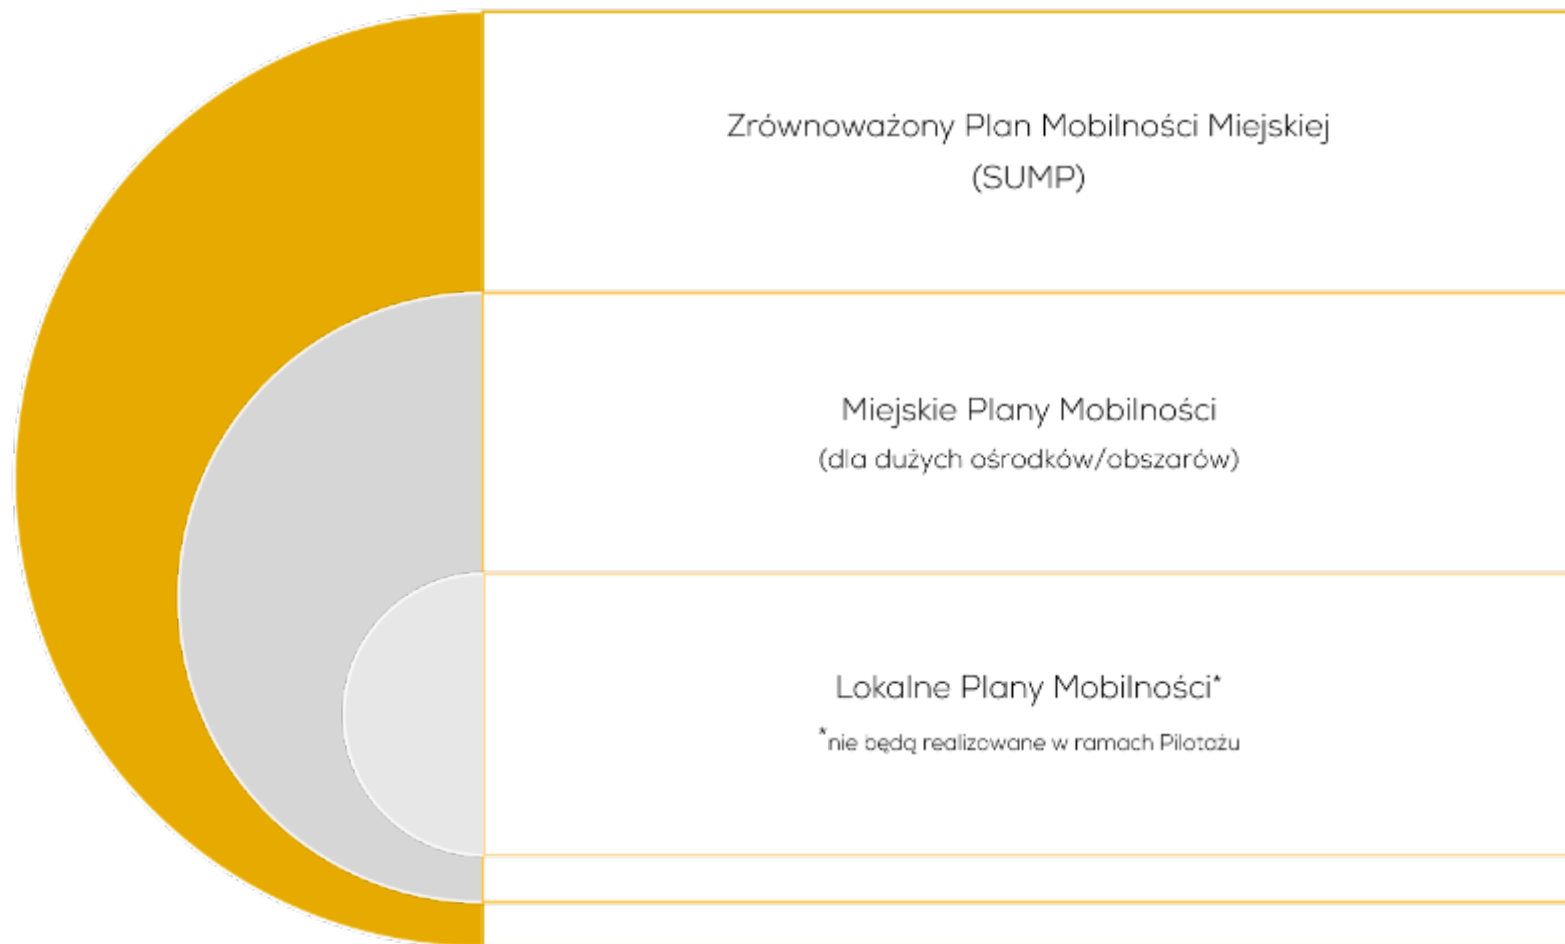 Zrównoważony Plan Mobilności Miejskiej
(SUMP)
Miejskie Plany Mobilności
(dla dużych ośrodków/obszarów)
Lokalne Plany Mobilności*
*nie będą realizowane w ramach Pilotażu